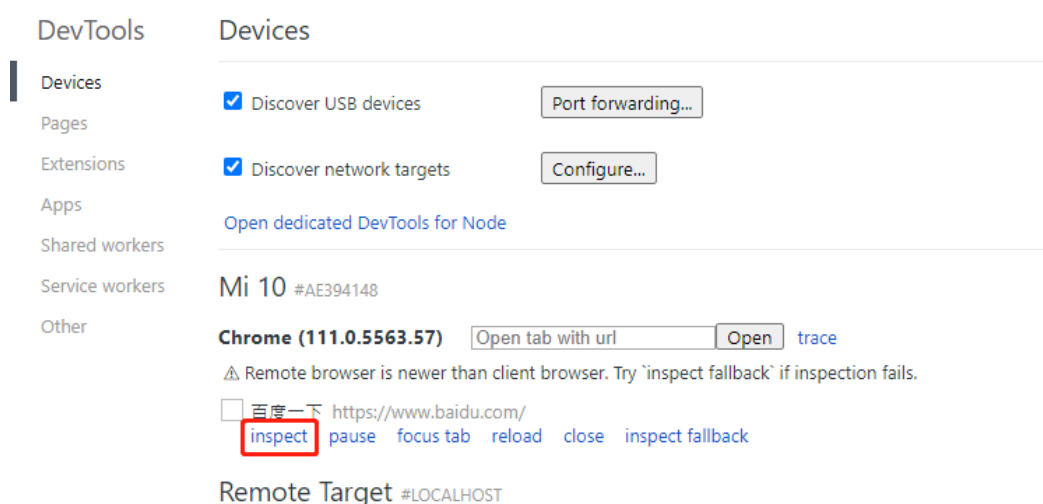 DevTools
Devices
Devices
Discover USB devices Port forwarding...
Pages
Extensions
Discover network targets Configure...
Apps
Open dedicated DevTools for Node
Shared workers
Service workers
Mi 10 #AE394148
Other
Chrome (111.0.5563.57) Open tab with url Open trace
⚠ Remote browser is newer than client browser. Try `inspect fallback` if inspection fails.
百度一下 https://www.baidu.com/
inspect pause focus tab reload close inspect fallback
Remote Target #LOCALHOST